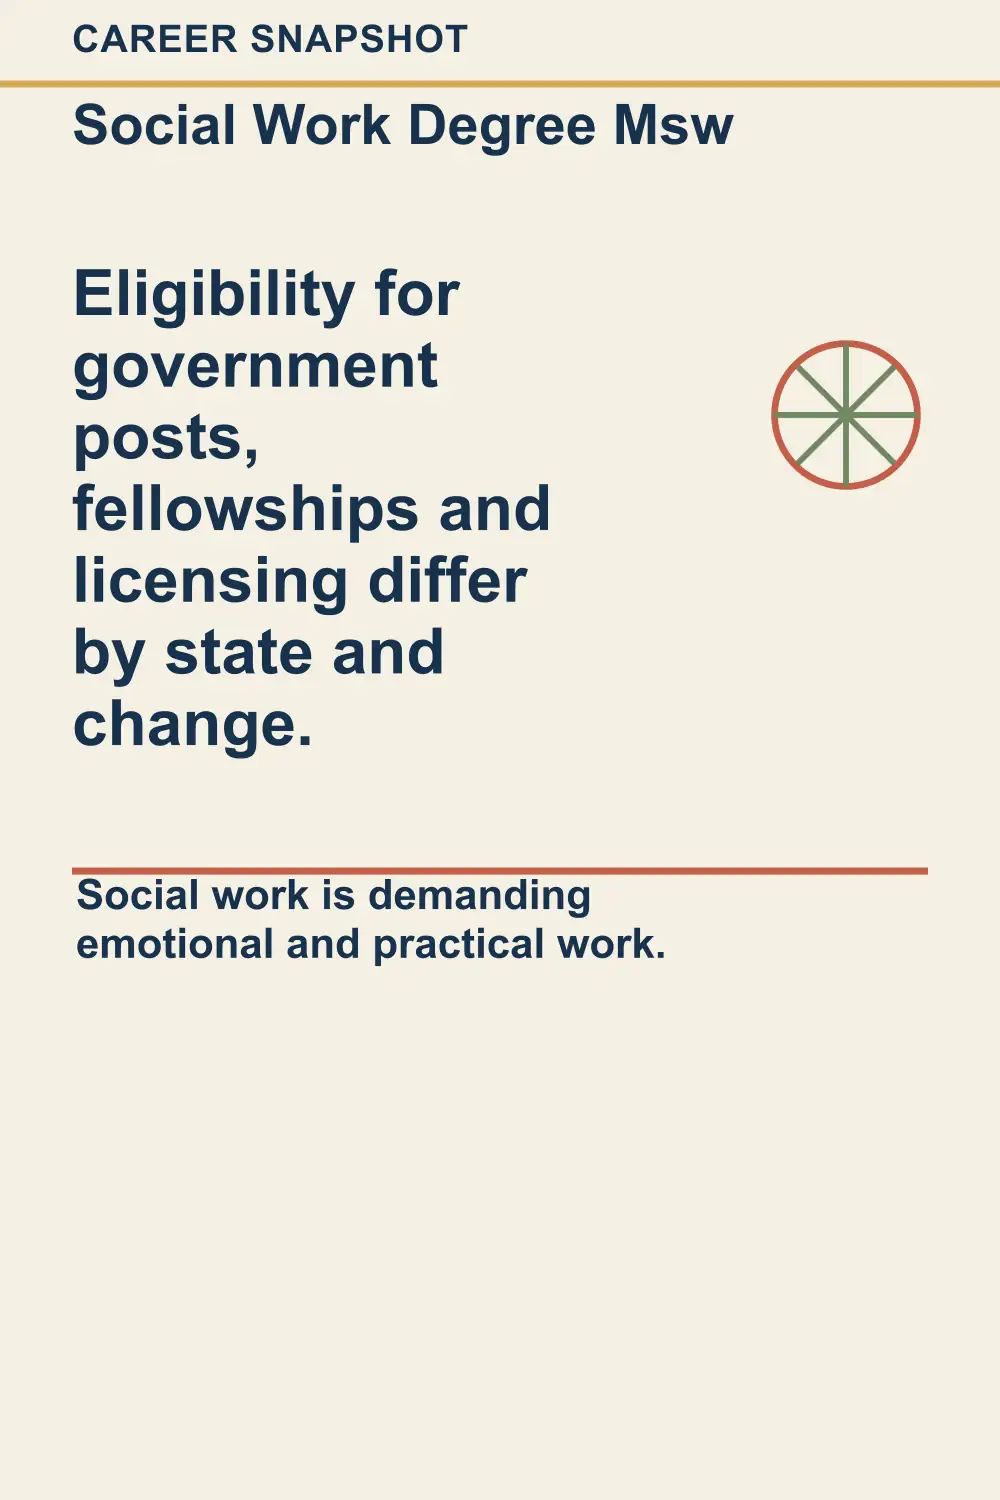 CAREER SNAPSHOT
Social Work Degree Msw
Eligibility for
government
posts,
fellowships and
licensing differ
by state and
change.
Social work is demanding
emotional and practical work.